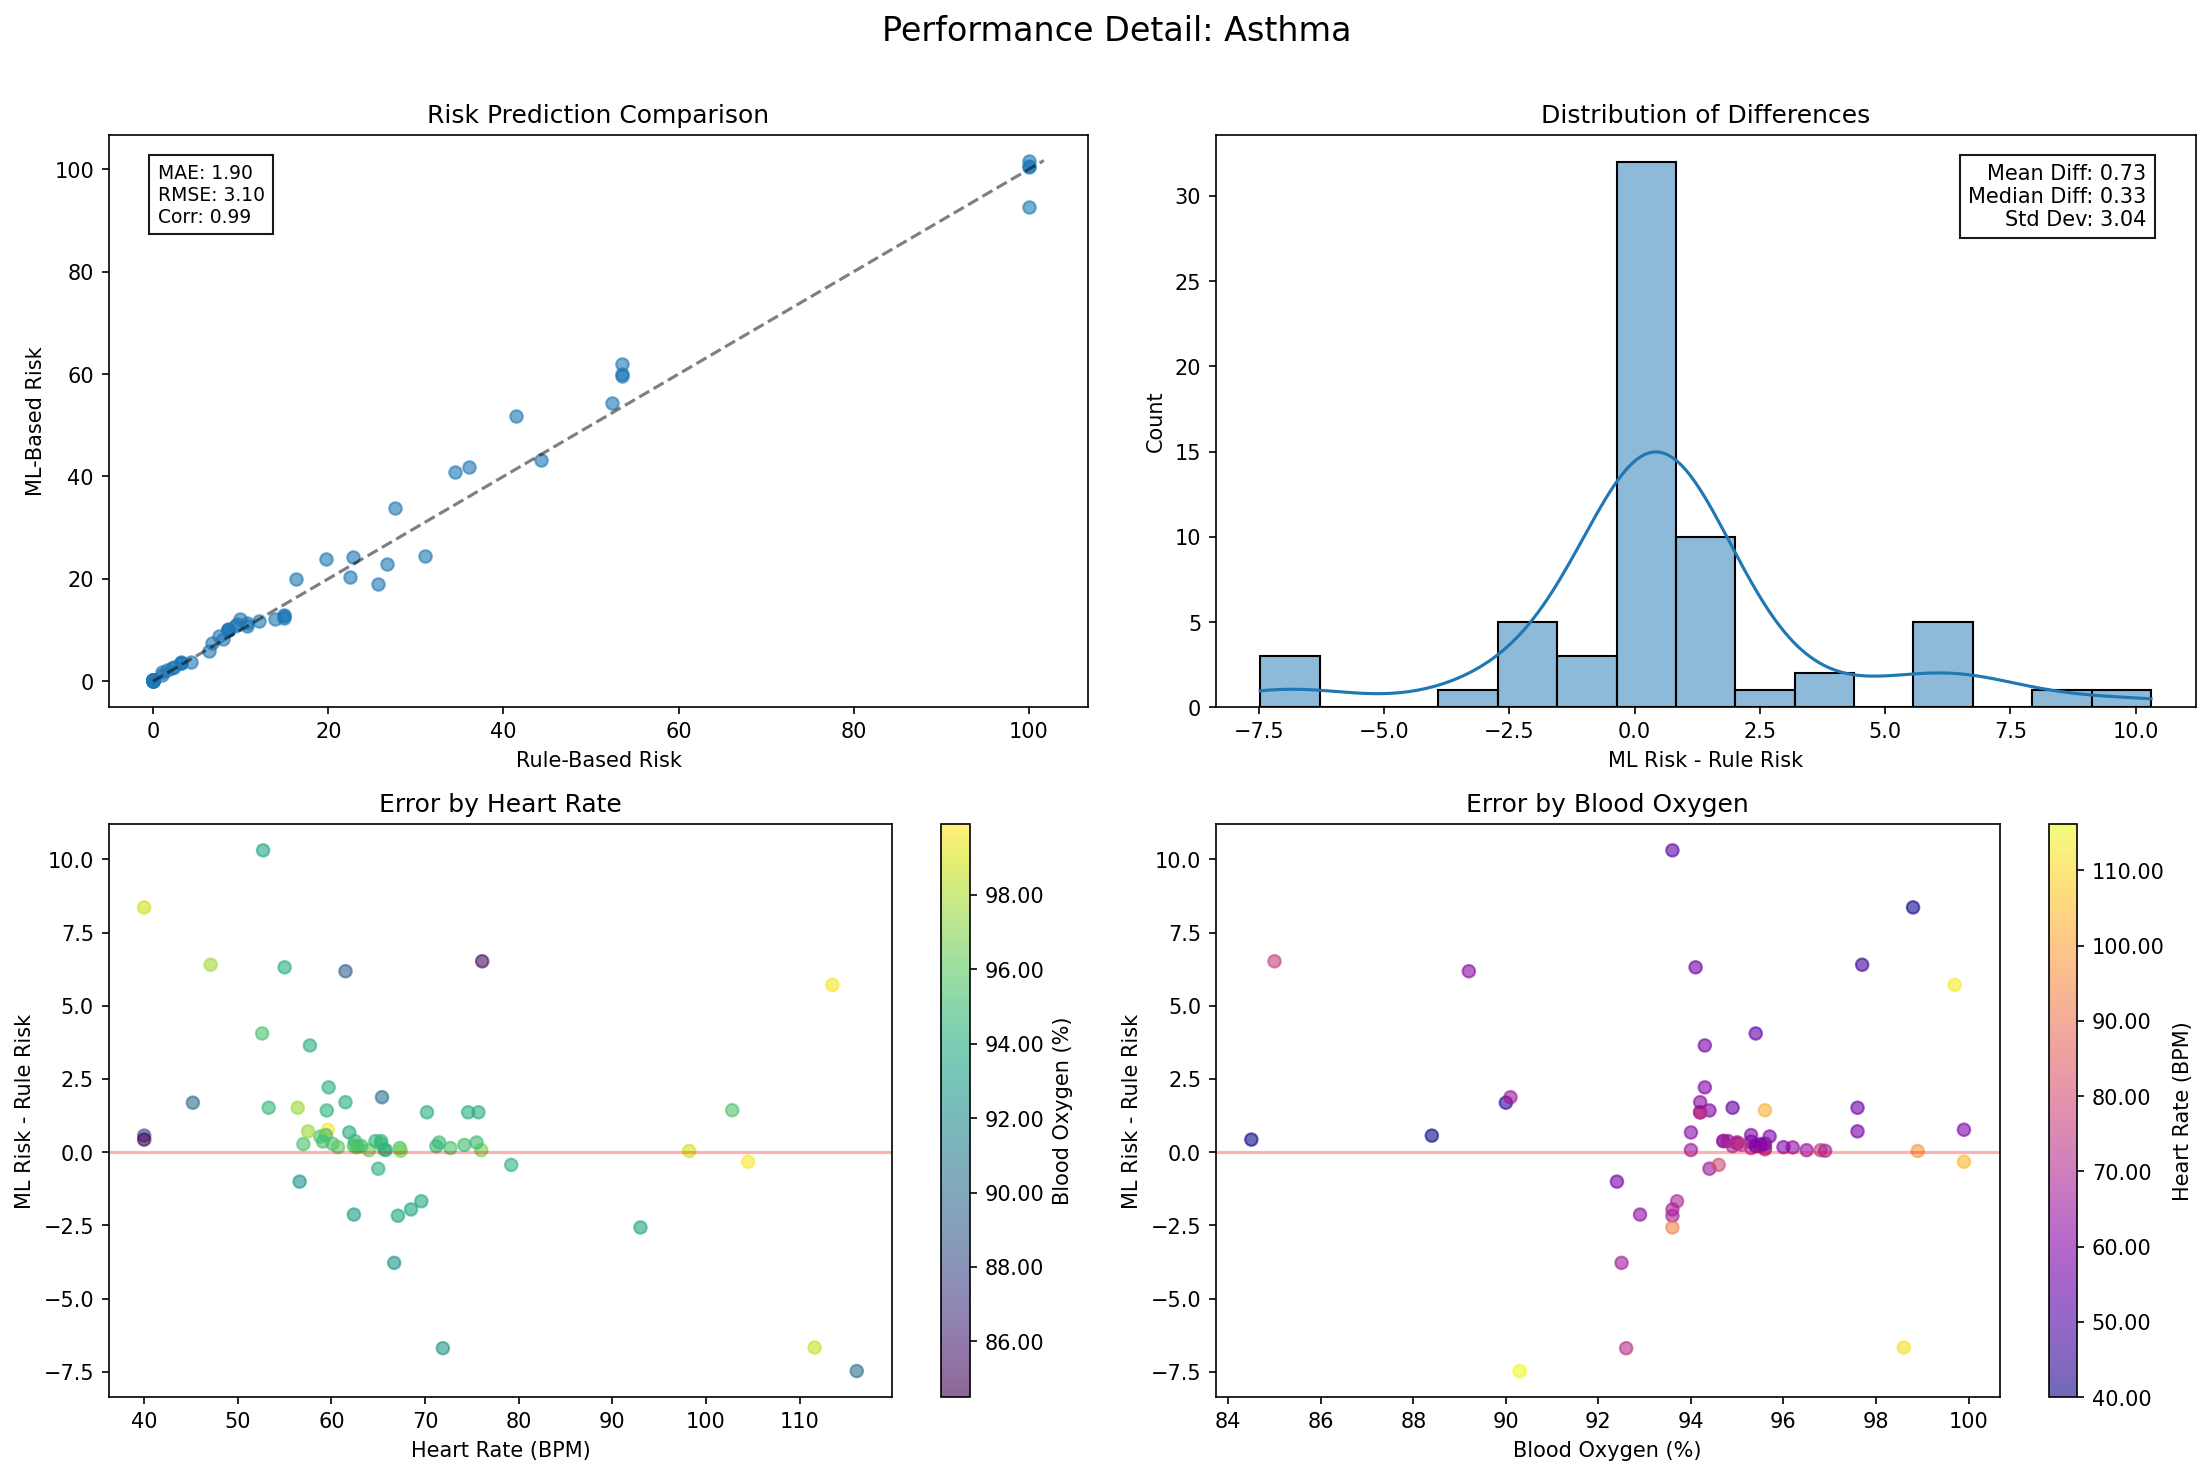 Performance Detail: Asthma
Risk Prediction Comparison
MAE: 1.90
RMSE: 3.10
Corr: 0.99
ML-Based Risk
100
80
60
40
20
0
0 20 40 60 80 100
Rule-Based Risk
Distribution of Differences
Mean Diff: 0.73
Median Diff: 0.33
Std Dev: 3.04
Count
30
25
20
15
10
5
0
−7.5 −5.0 −2.5 0.0 2.5 5.0 7.5 10.0
ML Risk - Rule Risk
Error by Heart Rate
ML Risk - Rule Risk
10.0
7.5
5.0
2.5
0.0
−2.5
−5.0
−7.5
40 50 60 70 80 90 100 110
Heart Rate (BPM)
98.00
96.00
94.00
92.00
90.00
88.00
86.00
Blood Oxygen (%)
Error by Blood Oxygen
ML Risk - Rule Risk
10.0
7.5
5.0
2.5
0.0
−2.5
−5.0
−7.5
84 86 88 90 92 94 96 98 100
Blood Oxygen (%)
110.00
100.00
90.00
80.00
70.00
60.00
50.00
40.00
Heart Rate (BPM)